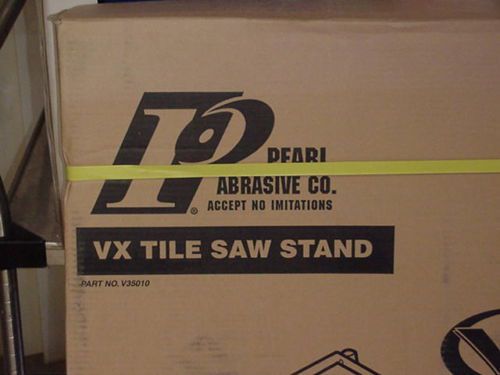 PEARL
ABRASIVE CO.
®
ACCEPT NO IMITATIONS
VX TILE SAW STAND
PART NO. V35010